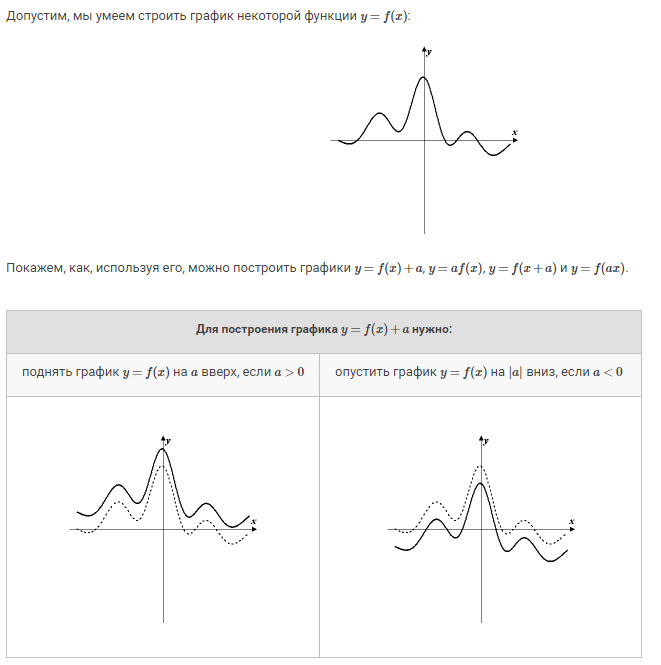 Допустим, мы умеем строить график некоторой функции y = f(x):
y
x
Покажем, как, используя его, можно построить графики y = f(x) + a, y = af(x), y = f(x + a) и y = f(ax).
Для построения графика y = f(x) + a нужно:
поднять график y = f(x) на a вверх, если a > 0
опустить график y = f(x) на |a| вниз, если a < 0
y
x
y
x